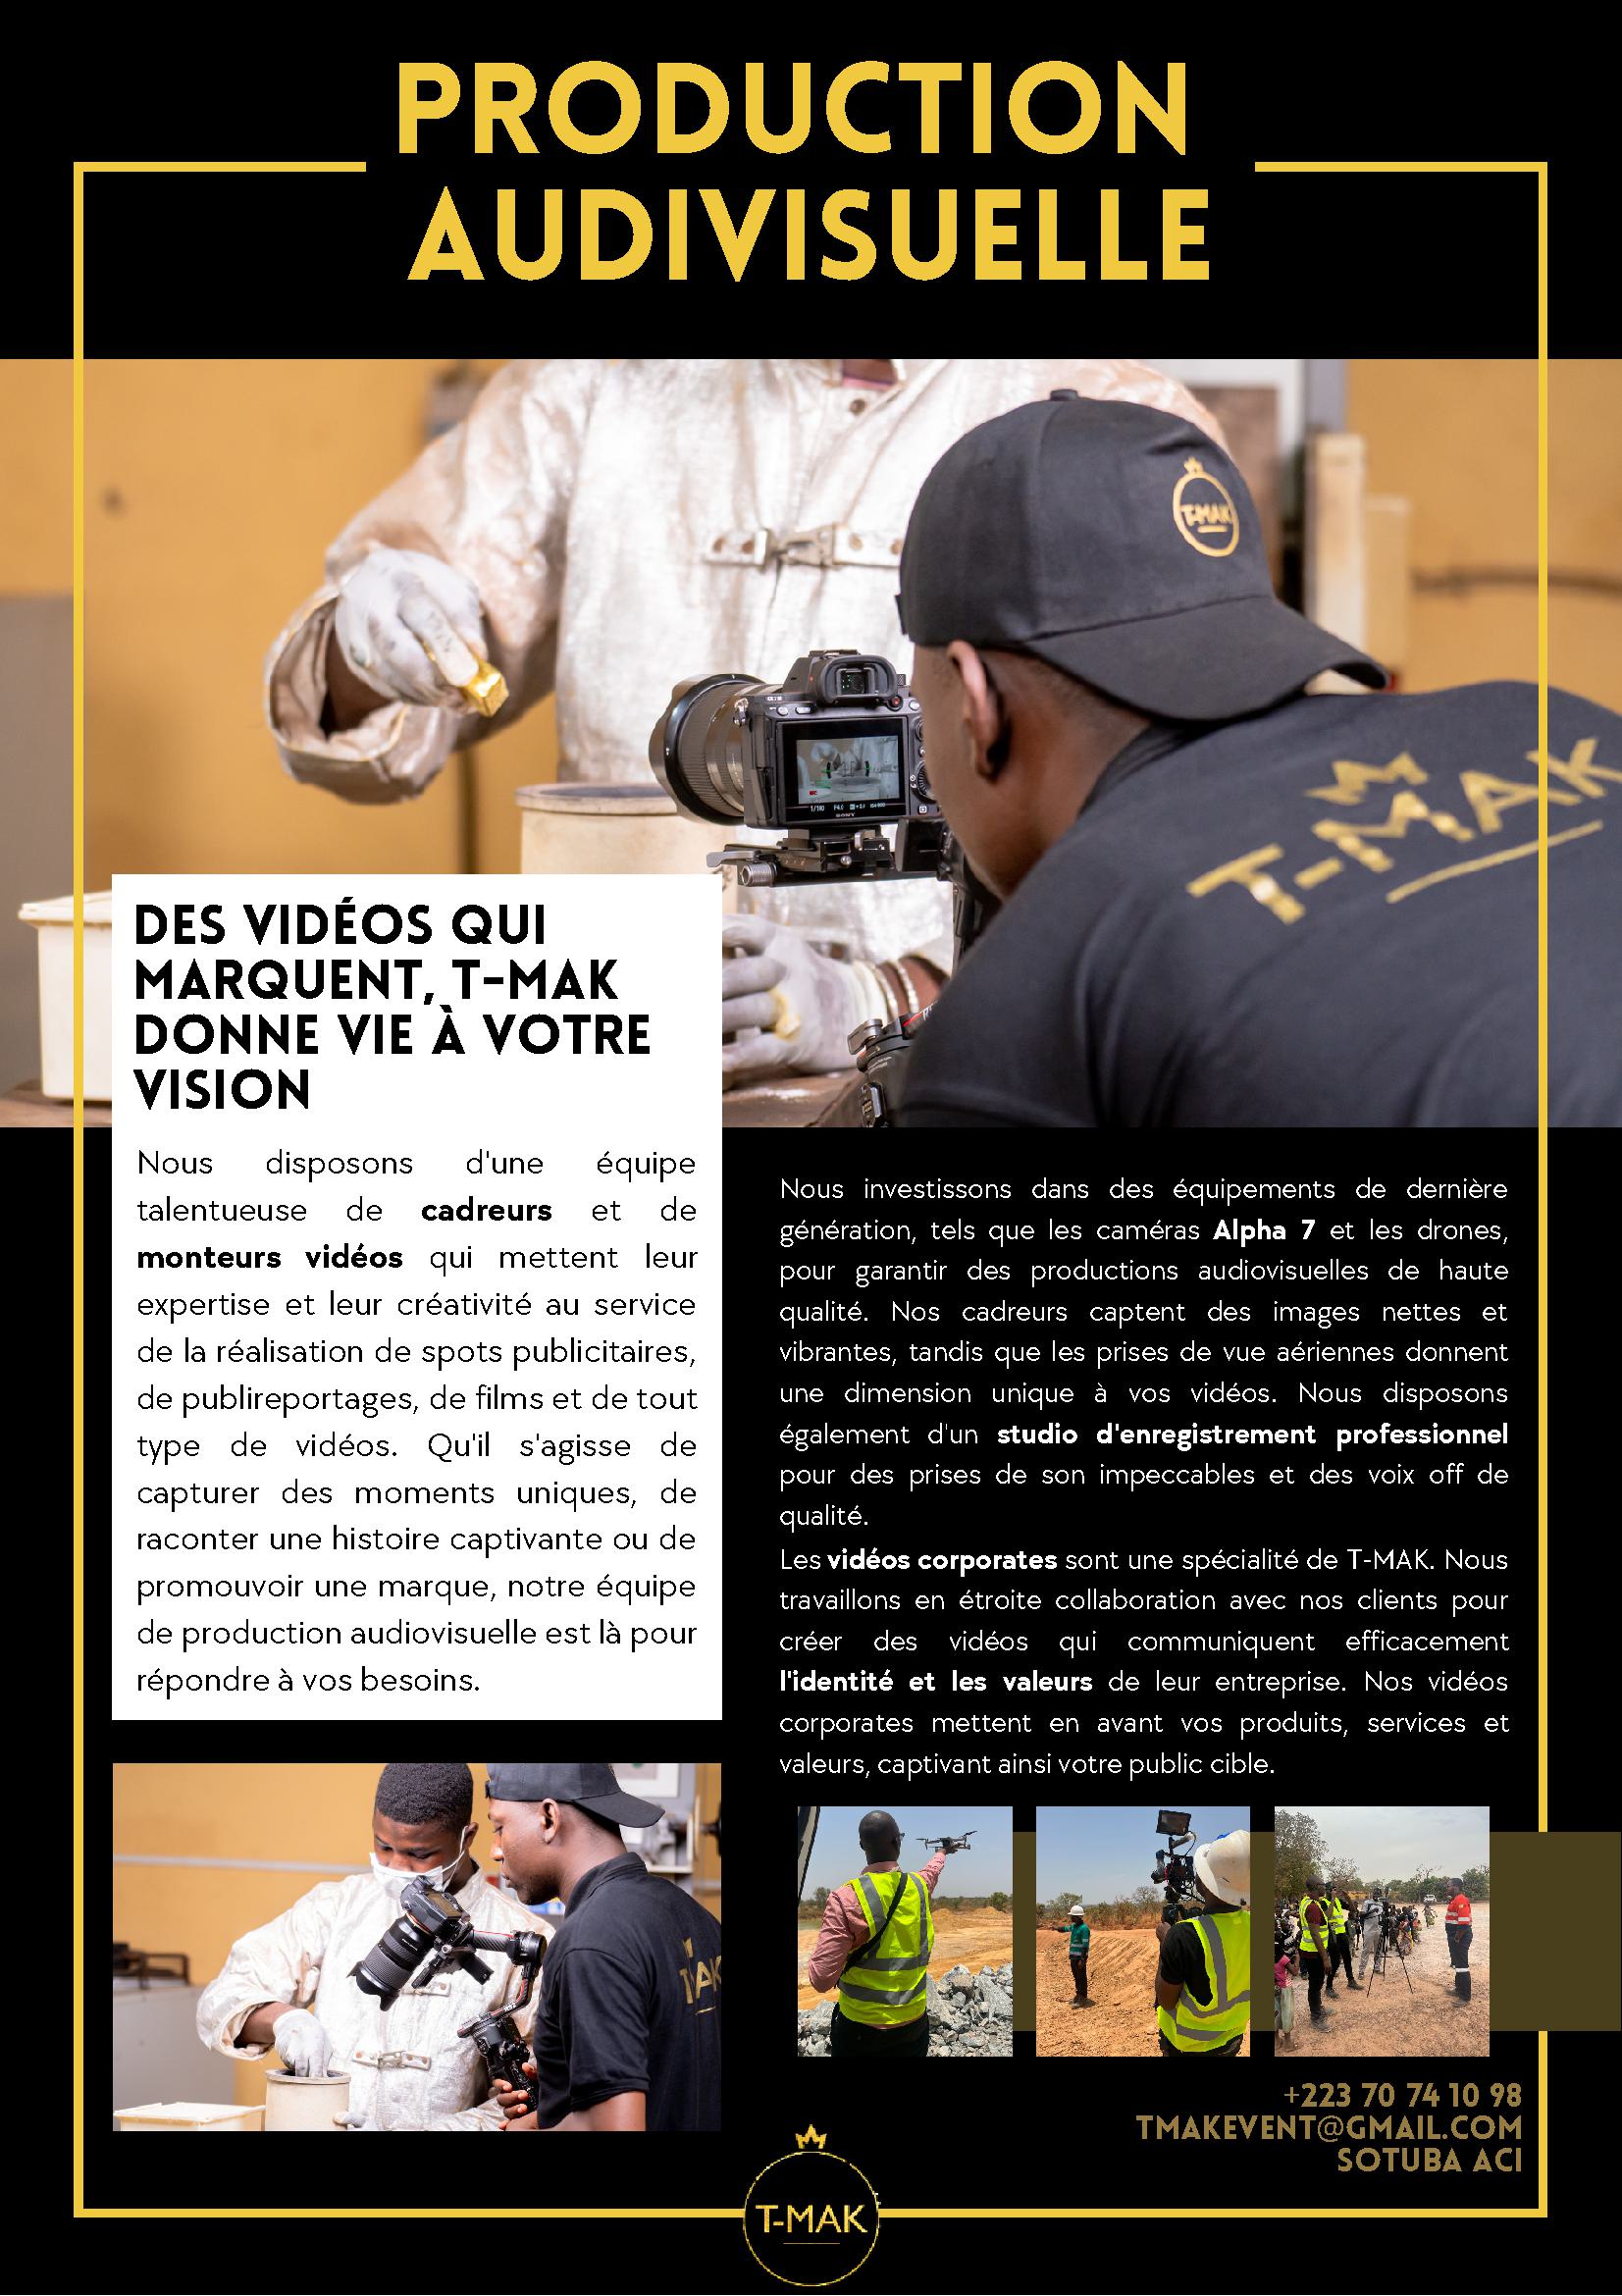 PRODUCTION
AUDIVISUELLE
T-MAK
T-MAK
SONY
DES VIDÉOS QUI
MARQUENT, T-MAK
DONNE VIE À VOTRE
VISION
Nous disposons d'une équipe
talentueuse de cadreurs et de
monteurs vidéos qui mettent leur
expertise et leur créativité au service
de la réalisation de spots publicitaires,
de publireportages, de films et de tout
type de vidéos. Qu'il s'agisse de
capturer des moments uniques, de
raconter une histoire captivante ou de
promouvoir une marque, notre équipe
de production audiovisuelle est là pour
répondre à vos besoins.
Nous investissons dans des équipements de dernière
génération, tels que les caméras Alpha 7 et les drones,
pour garantir des productions audiovisuelles de haute
qualité. Nos cadreurs captent des images nettes et
vibrantes, tandis que les prises de vue aériennes donnent
une dimension unique à vos vidéos. Nous disposons
également d'un studio d'enregistrement professionnel
pour des prises de son impeccables et des voix off de
qualité.
Les vidéos corporates sont une spécialité de T-MAK. Nous
travaillons en étroite collaboration avec nos clients pour
créer des vidéos qui communiquent efficacement
l'identité et les valeurs de leur entreprise. Nos vidéos
corporates mettent en avant vos produits, services et
valeurs, captivant ainsi votre public cible.
+223 70 74 10 98
TMAKEVENT@GMAIL.COM
SOTUBA ACI
T-MAK